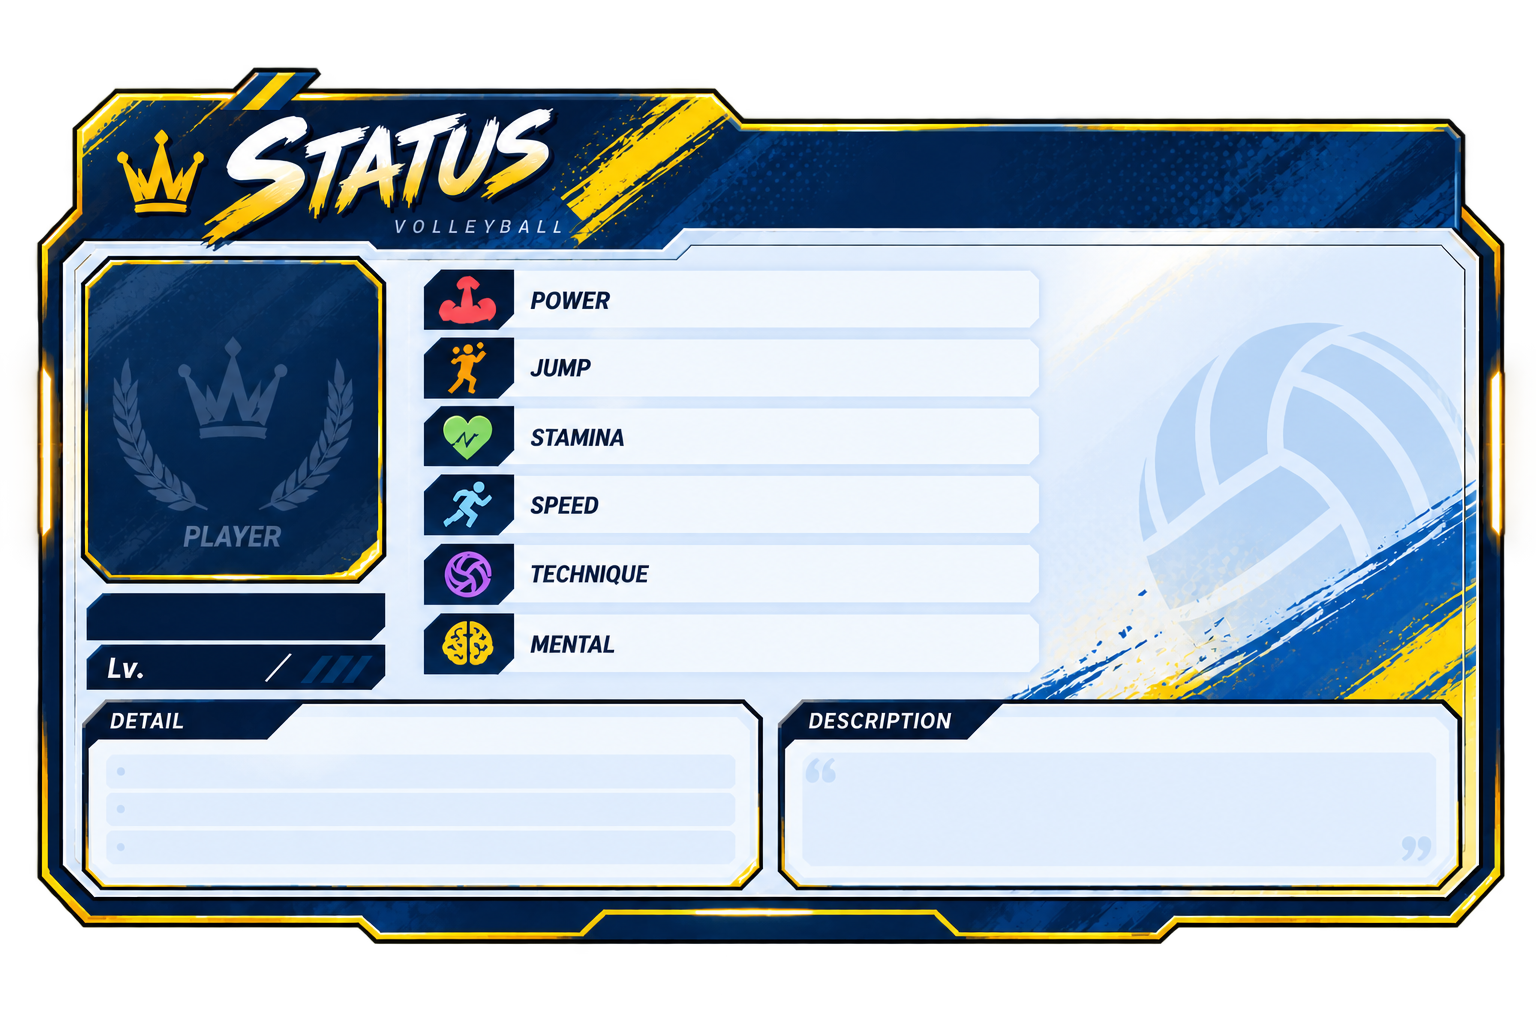 STATUS
VOLLEYBALL
PLAYER
Lv. /
POWER
JUMP
STAMINA
SPEED
TECHNIQUE
MENTAL
DETAIL
•
•
•
DESCRIPTION
“
”